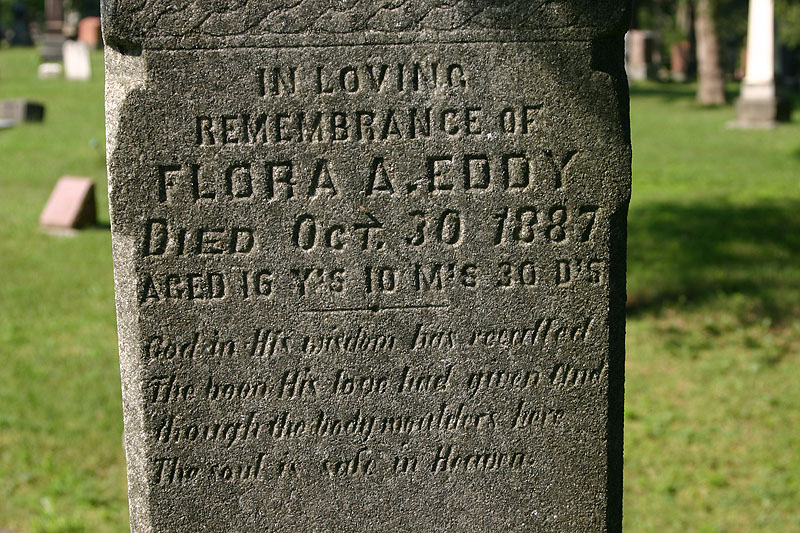 IN LOVING
REMEMBRANCE OF
FLORA A. EDDY
DIED OCT. 30 1887
AGED 16 Y'S 10 M'S 30 D'S
God in His wisdom has recalled
The boon His love had given And
though the body moulders here
The soul is safe in Heaven.